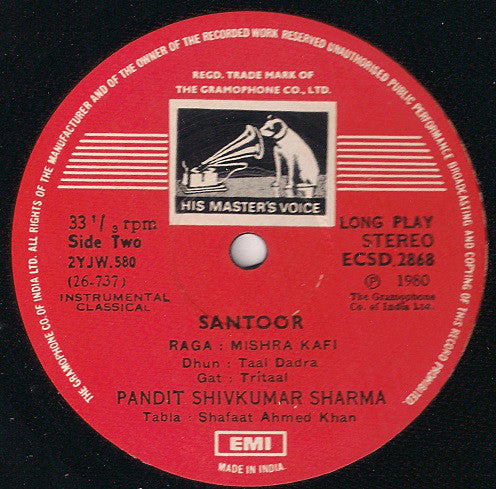 THE GRAMOPHONE CO. OF INDIA LTD. ALL RIGHTS OF THE MANUFACTURER AND OF THE OWNER OF THE RECORDED WORK RESERVED UNAUTHORISED PUBLIC PERFORMANCE BROADCASTING AND COPYING OF THIS RECORD PROHIBITED.
REGD. TRADE MARK OF
THE GRAMOPHONE CO., LTD.
HIS MASTER'S VOICE
33 1/3 rpm
Side Two
2YJW.580
(26-737)
INSTRUMENTAL
CLASSICAL
LONG PLAY
STEREO
ECSD.2868
℗ 1980
The Gramophone
Co. of India Ltd.
SANTOOR
RAGA : MISHRA KAFI
Dhun : Taal Dadra
Gat : Tritaal
PANDIT SHIVKUMAR SHARMA
Tabla : Shafaat Ahmed Khan
EMI
MADE IN INDIA